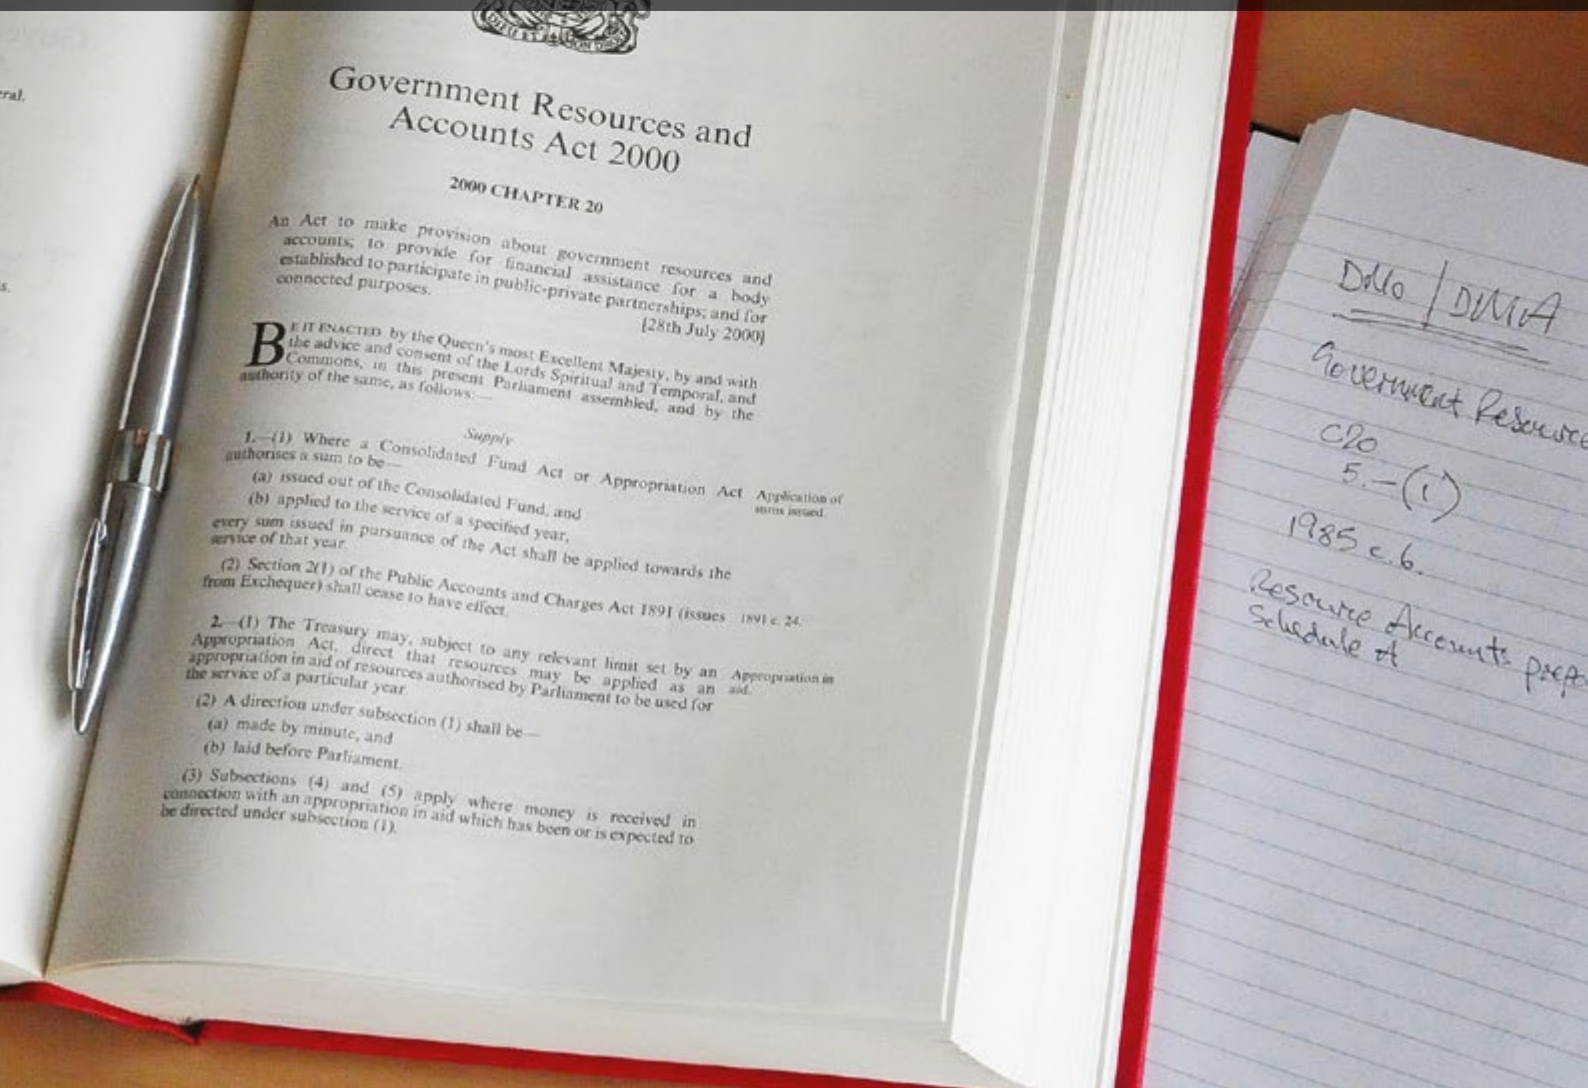 eral.
s.
DIEU ET MON DROIT
Government Resources and
Accounts Act 2000
2000 CHAPTER 20
An Act to make provision about government resources and
accounts; to provide for financial assistance for a body
established to participate in public-private partnerships; and for
connected purposes.
[28th July 2000]
BE IT ENACTED by the Queen's most Excellent Majesty, by and with
the advice and consent of the Lords Spiritual and Temporal, and
Commons, in this present Parliament assembled, and by the
authority of the same, as follows:—
Supply
1.—(1) Where a Consolidated Fund Act or Appropriation Act
authorises a sum to be—
Application of
sums issued.
(a) issued out of the Consolidated Fund, and
(b) applied to the service of a specified year,
every sum issued in pursuance of the Act shall be applied towards the
service of that year.
(2) Section 2(1) of the Public Accounts and Charges Act 1891 (issues
from Exchequer) shall cease to have effect.
1891 c. 24.
2.—(1) The Treasury may, subject to any relevant limit set by an
Appropriation Act, direct that resources may be applied as an
appropriation in aid of resources authorised by Parliament to be used for
the service of a particular year.
Appropriation in
aid.
(2) A direction under subsection (1) shall be—
(a) made by minute, and
(b) laid before Parliament.
(3) Subsections (4) and (5) apply where money is received in
connection with an appropriation in aid which has been or is expected to
be directed under subsection (1).
DMO / DMA
Government Resource
c20
5.—(1)
1985 c.6.
Resource Accounts prepa
Schedule A